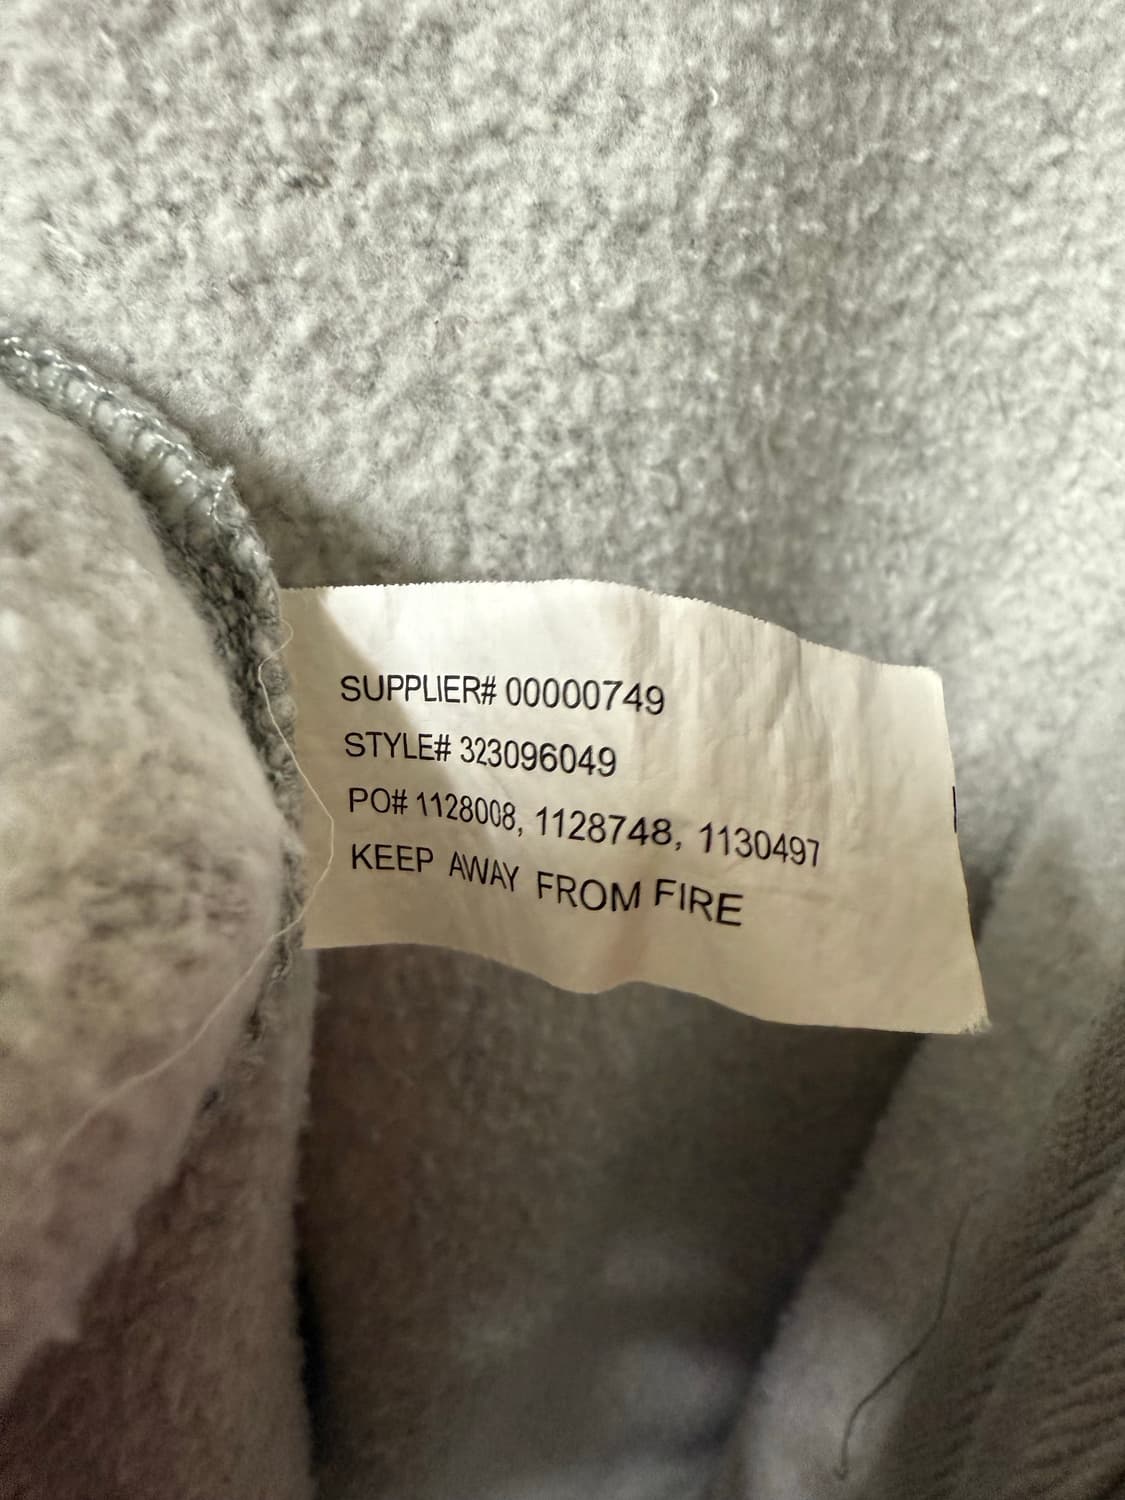 SUPPLIER# 00000749
STYLE# 323096049
PO# 1128008, 1128748, 1130497
KEEP AWAY FROM FIRE